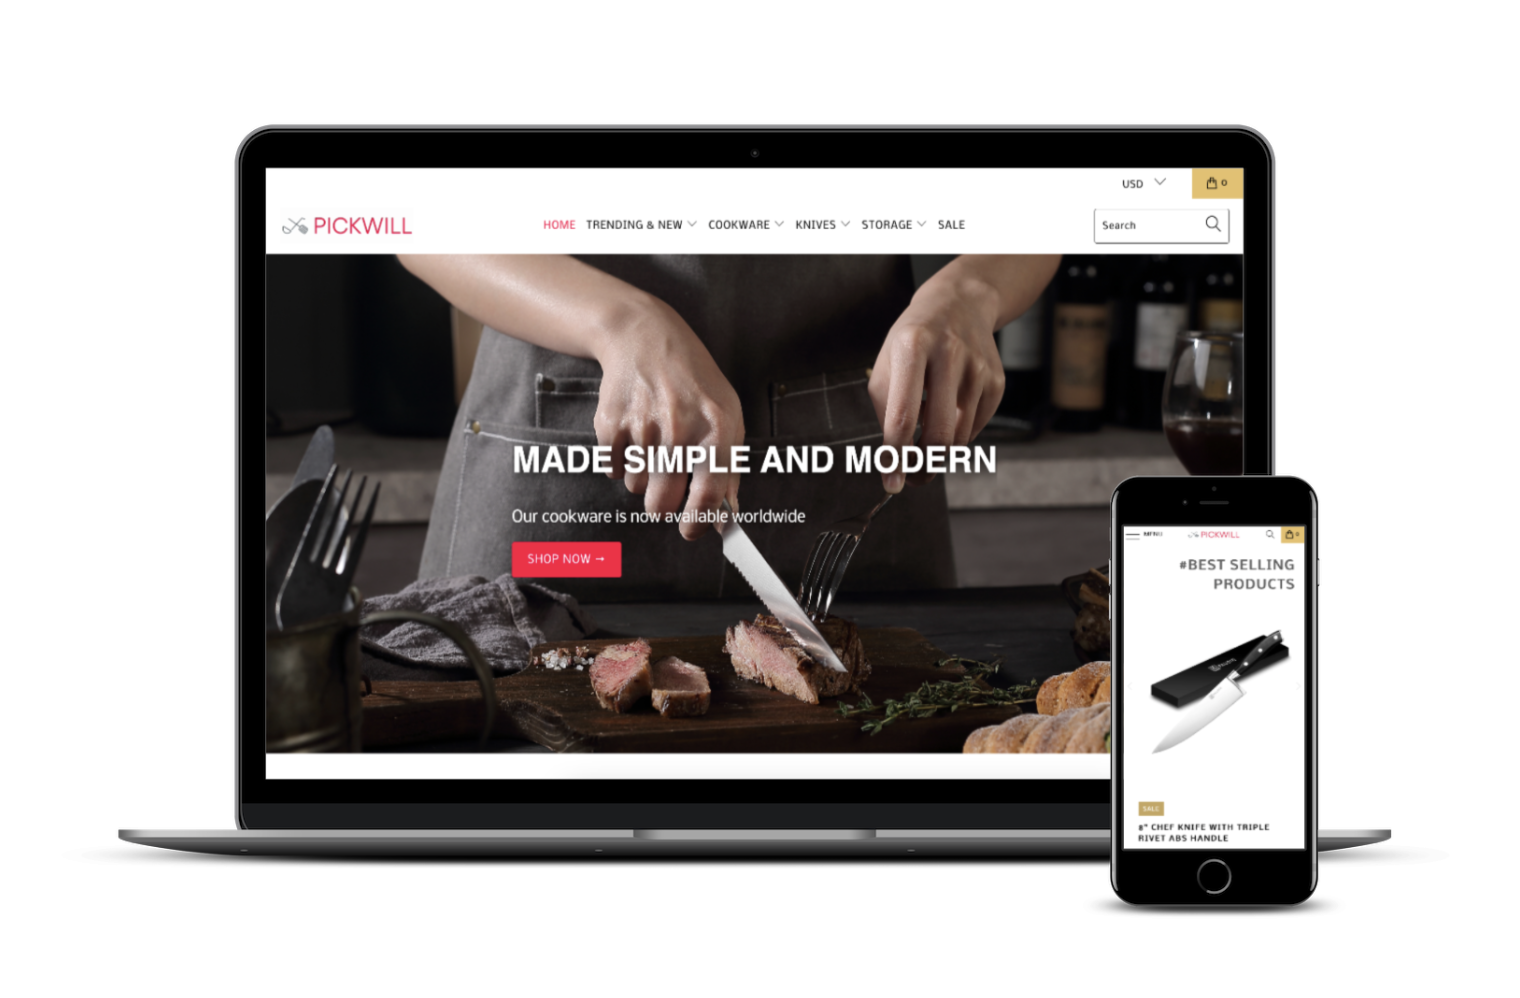 USD 0
PICKWILL
HOME TRENDING & NEW COOKWARE KNIVES STORAGE SALE
Search
MADE SIMPLE AND MODERN
Our cookware is now available worldwide
SHOP NOW →
MENU PICKWILL 0
#BEST SELLING
PRODUCTS
SALE
8" CHEF KNIFE WITH TRIPLE
RIVET ABS HANDLE